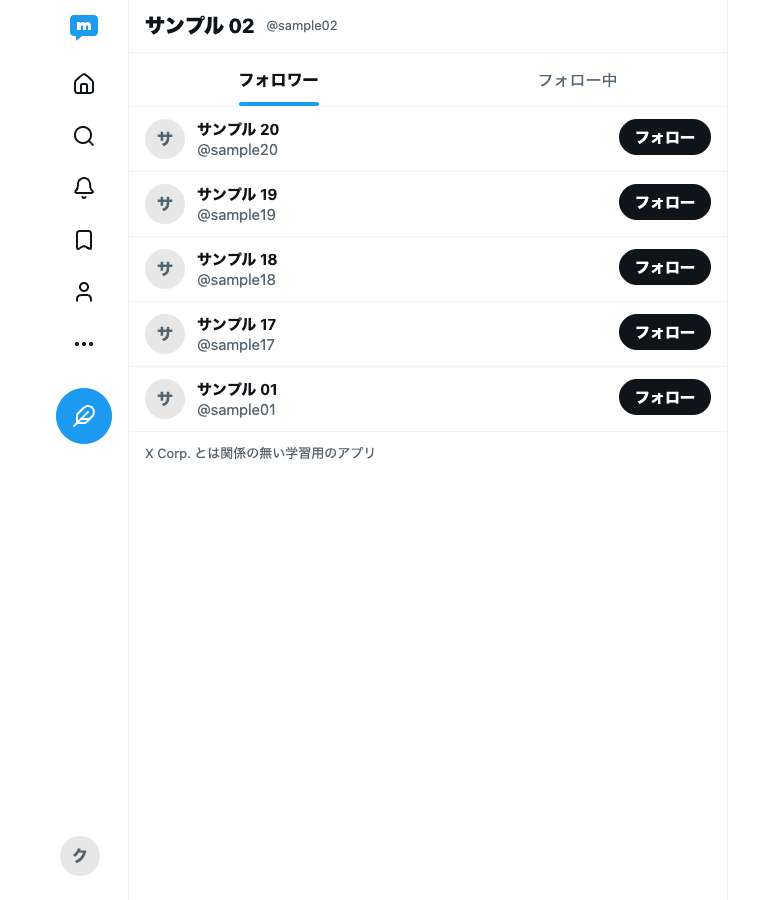 m
サンプル 02 @sample02
フォロワー フォロー中
サ サンプル 20 フォロー
@sample20
サ サンプル 19 フォロー
@sample19
サ サンプル 18 フォロー
@sample18
サ サンプル 17 フォロー
@sample17
サ サンプル 01 フォロー
@sample01
X Corp. とは関係の無い学習用のアプリ
ク